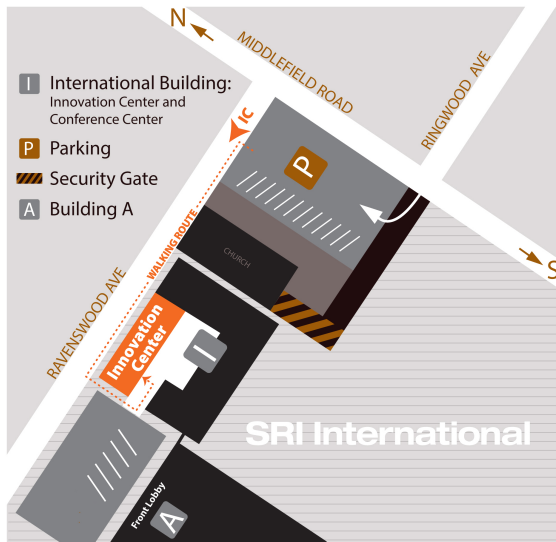 N
MIDDLEFIELD ROAD
RINGWOOD AVE
I International Building:
Innovation Center and
Conference Center
P Parking
Security Gate
A Building A
IC
P
WALKING ROUTE
CHURCH
S
RAVENSWOOD AVE
Innovation
Center
I
SRI International
Front Lobby
A